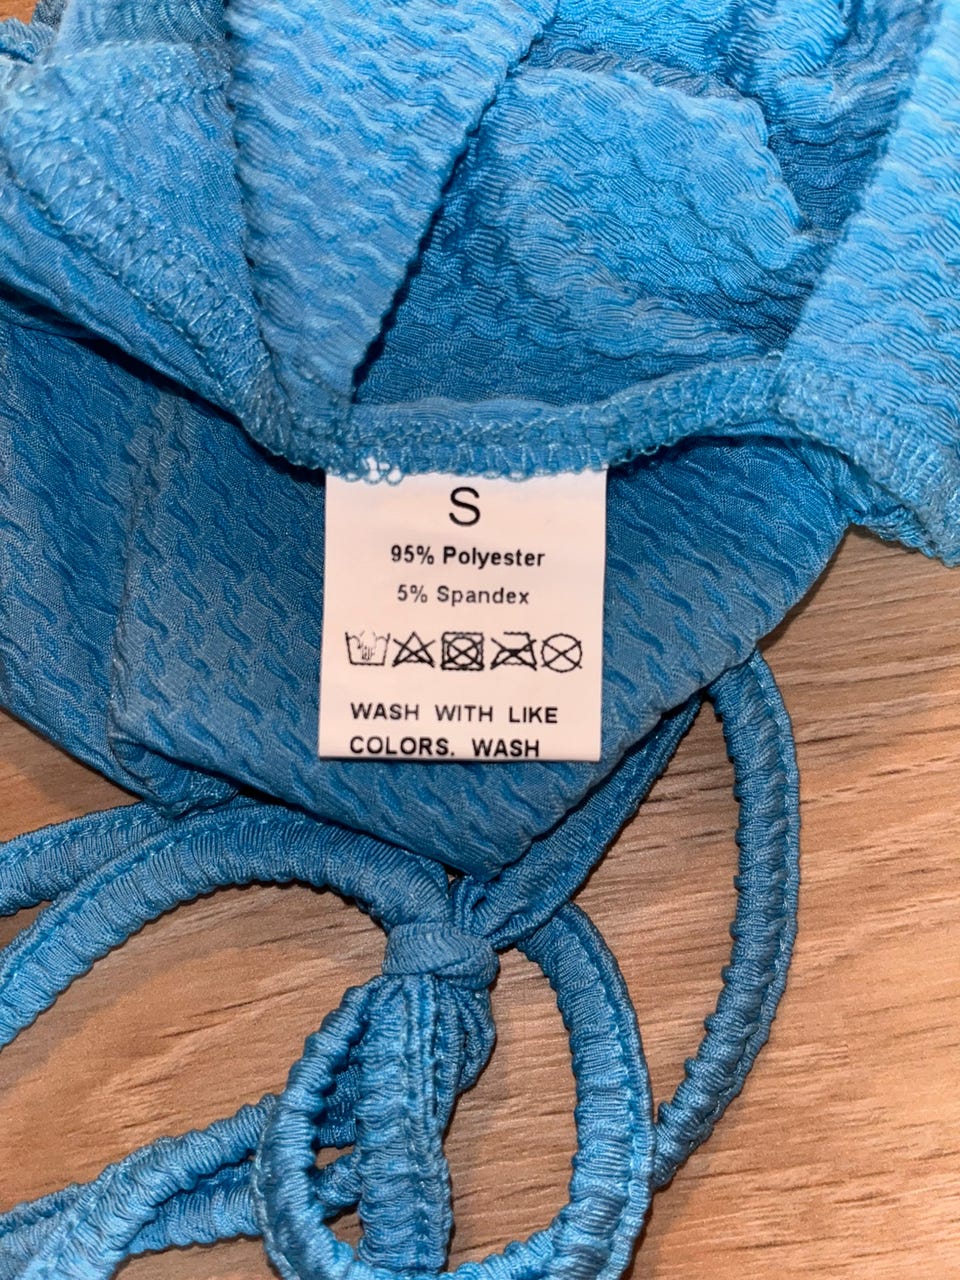 S
95% Polyester
5% Spandex
WASH WITH LIKE
COLORS. WASH